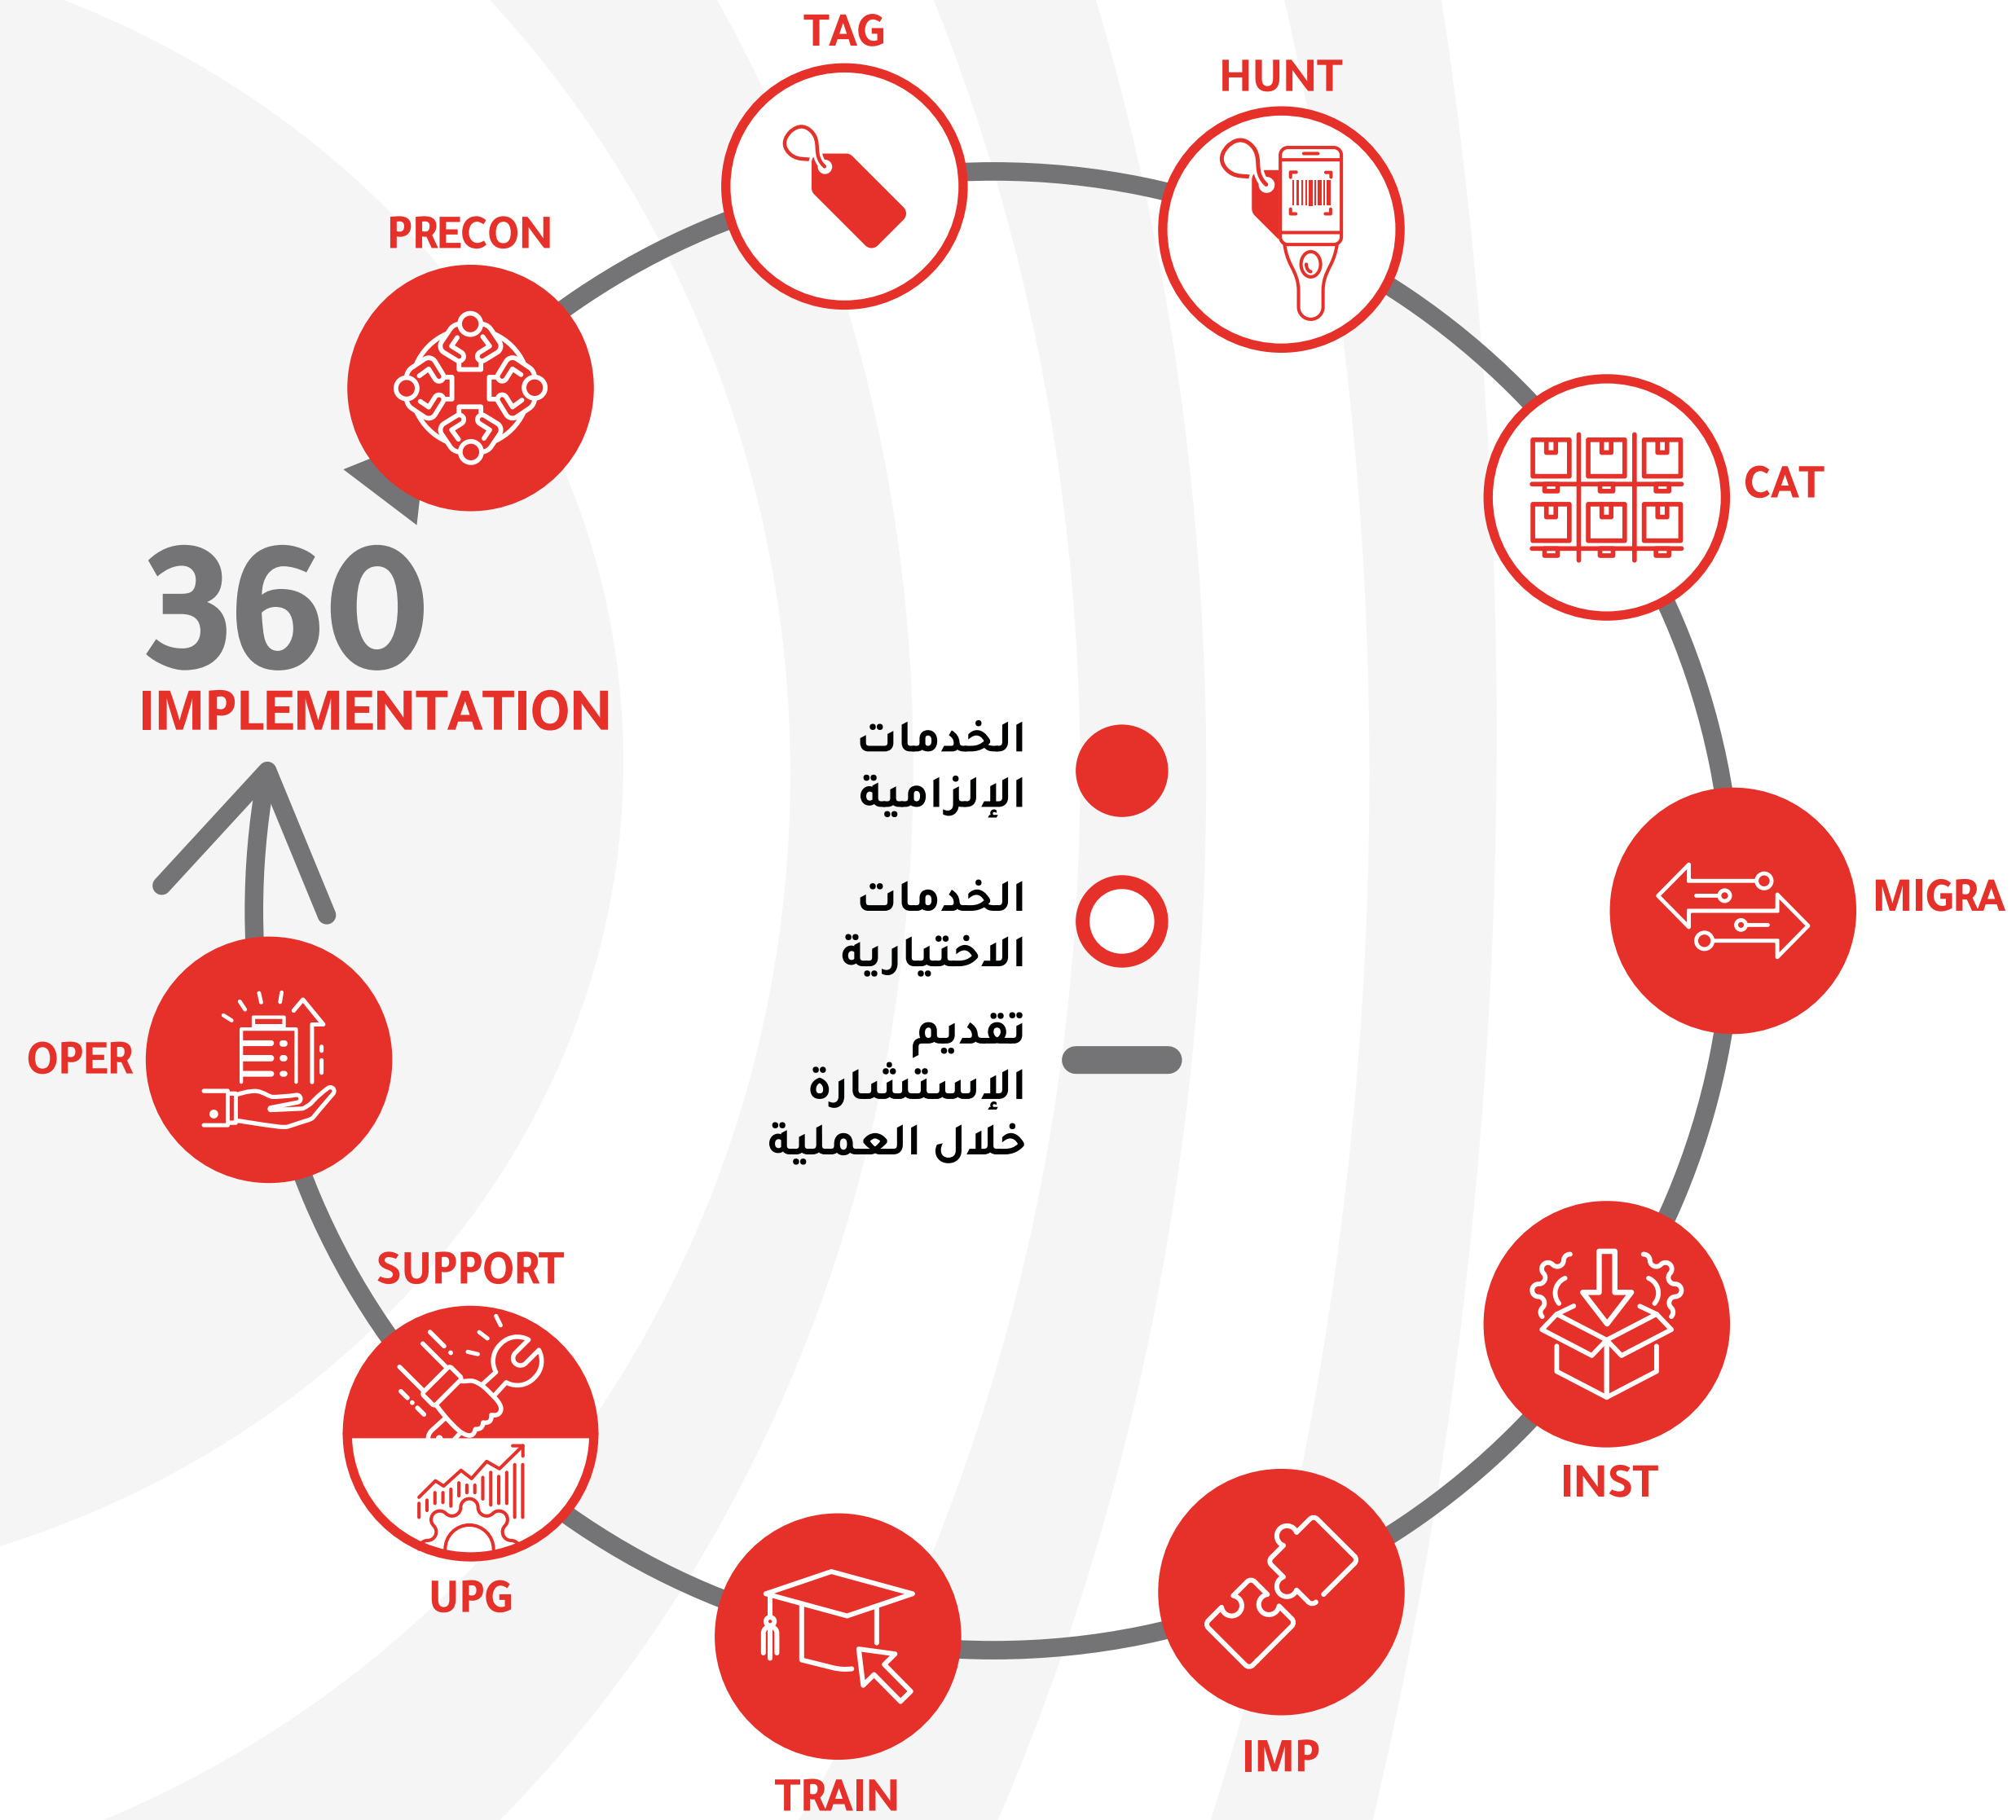 TAG
HUNT
PRECON
CAT
360
IMPLEMENTATION
الخدمات
الإلزامية
MIGRA
الخدمات
الاختيارية
تقديم
الإستشارة
خلال العملية
OPER
SUPPORT
INST
UPG
IMP
TRAIN